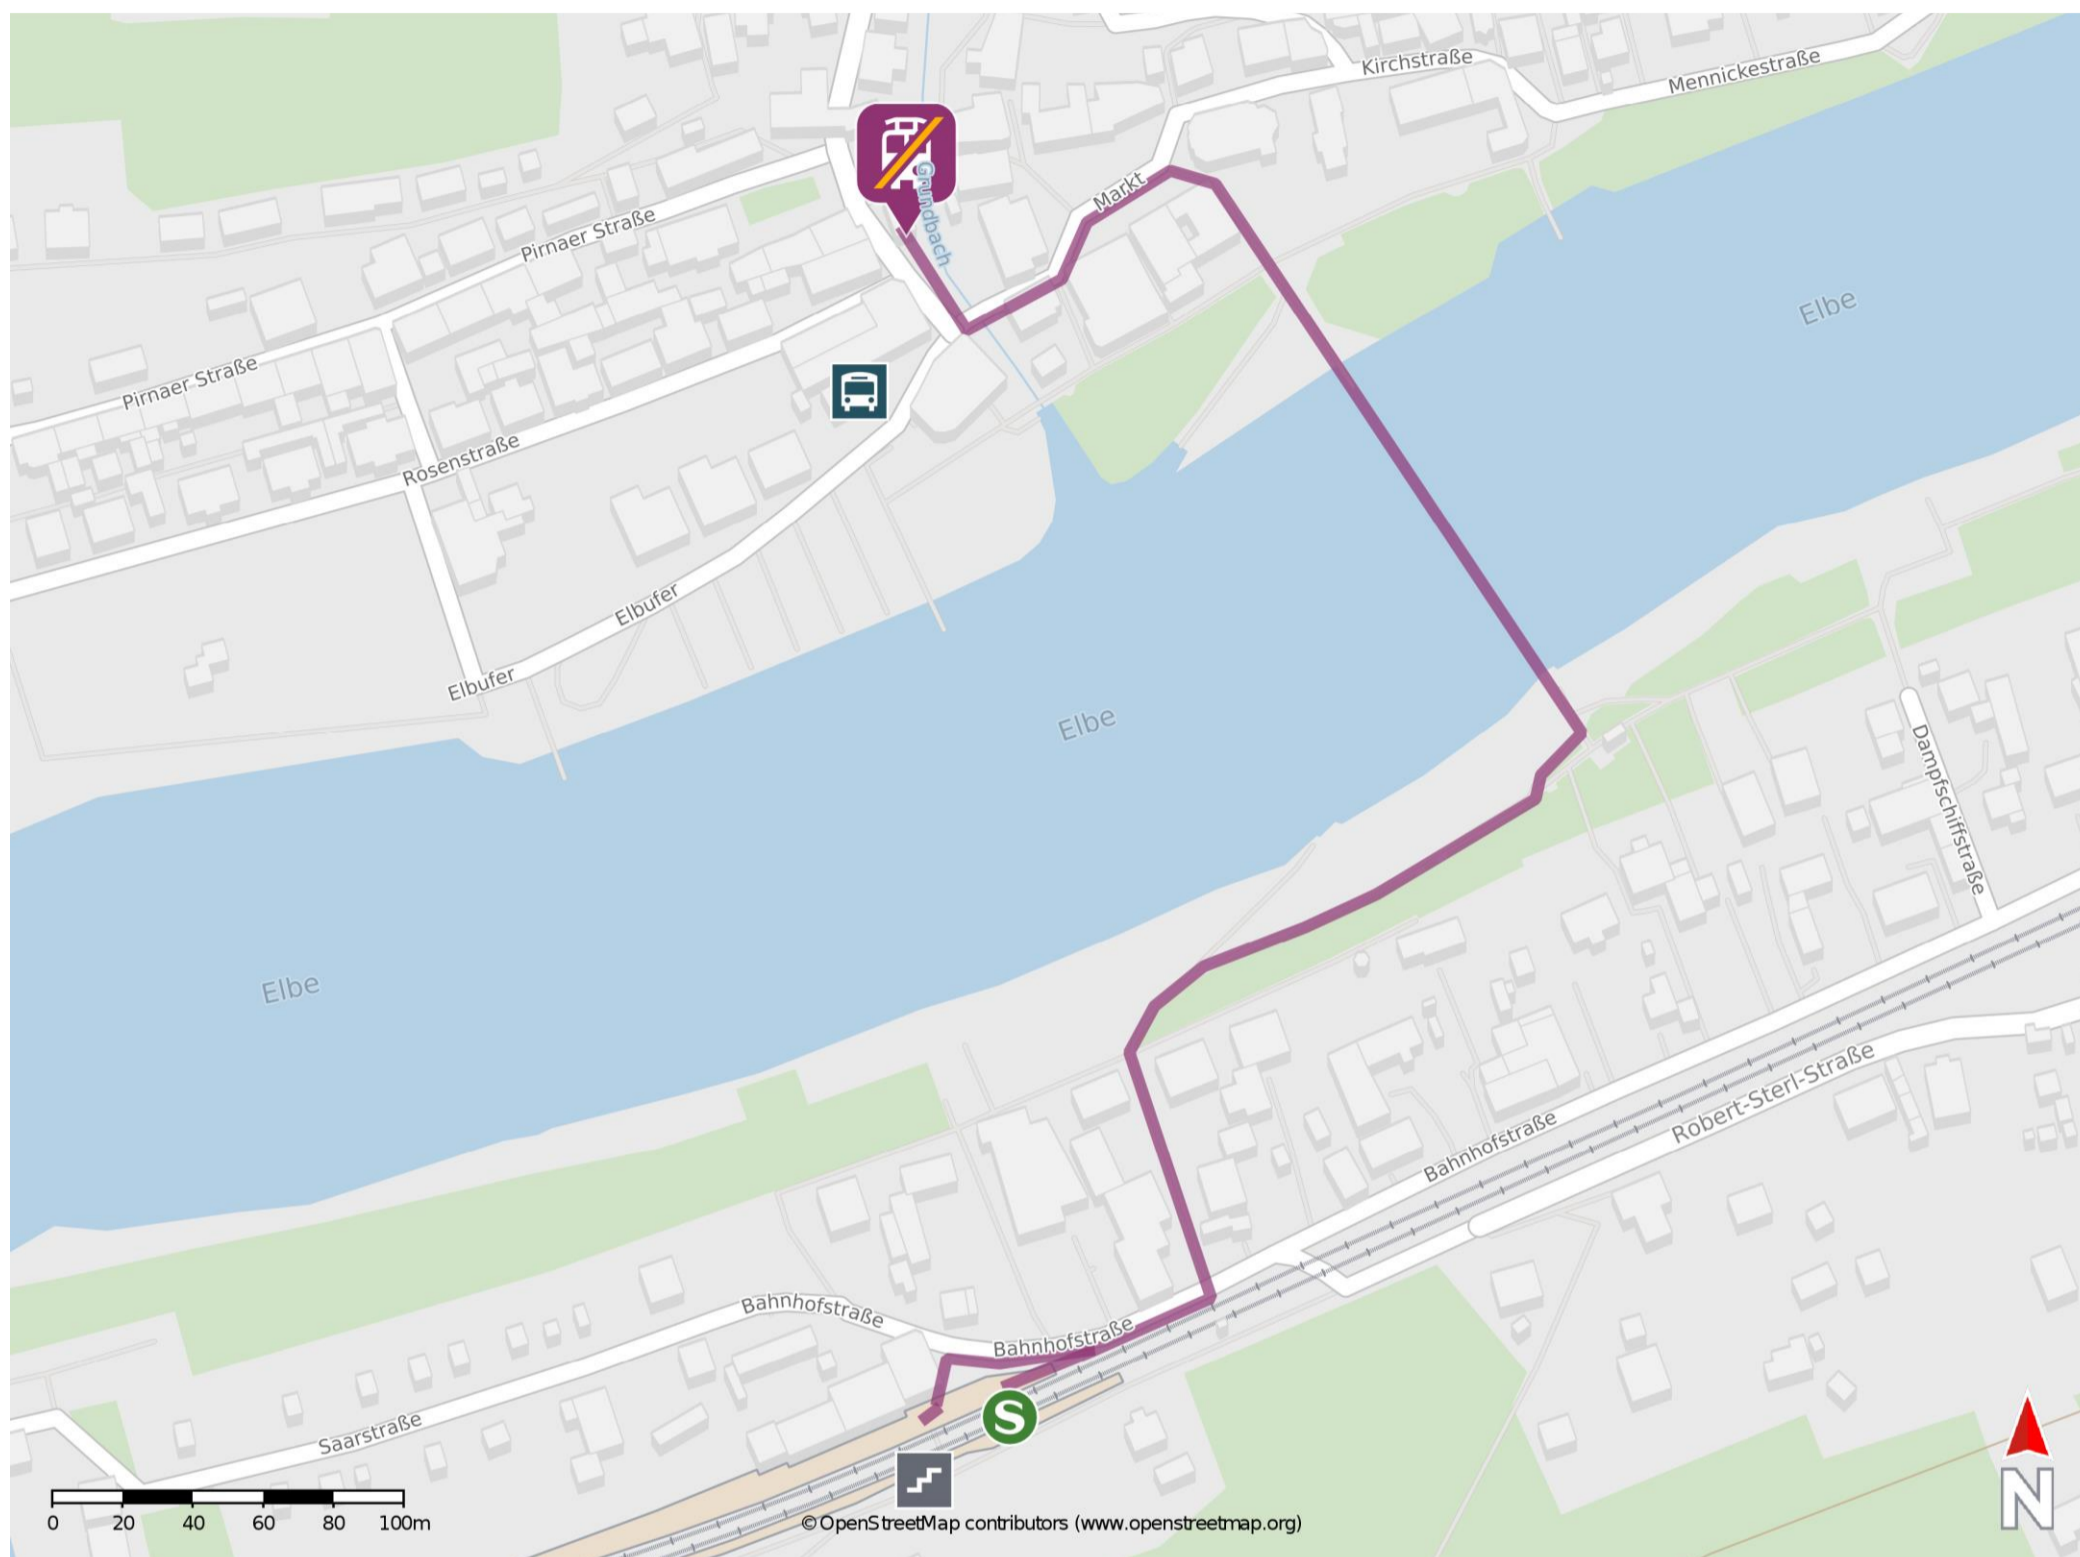 Kirchstraße
Mennickestraße
Grundbach
Markt
Pirnaer Straße
Elbe
Pirnaer Straße
Rosenstraße
Elbufer
Elbufer
Elbe
Dampfschiffstraße
Elbe
Robert-Sterl-Straße
Bahnhofstraße
Bahnhofstraße
Bahnhofstraße
S
Saarstraße
N
0 20 40 60 80 100m
©OpenStreetMap contributors (www.openstreetmap.org)